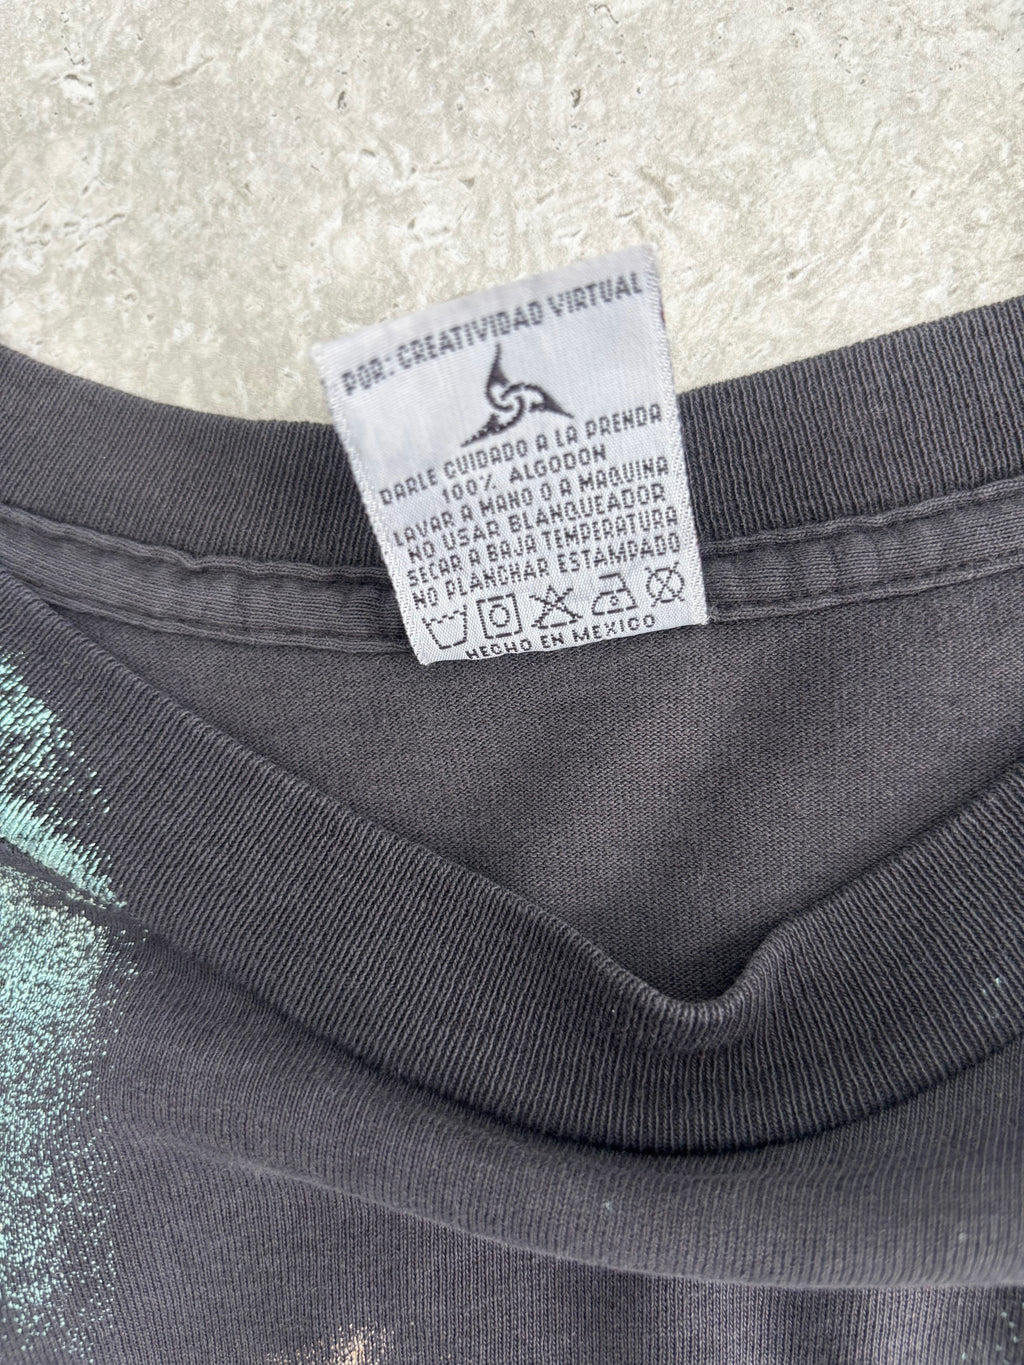 POR: CREATIVIDAD VIRTUAL
DARLE CUIDADO A LA PRENDA
100% ALGODON
LAVAR A MANO O A MAQUINA
NO USAR BLANQUEADOR
SECAR A BAJA TEMPERATURA
NO PLANCHAR ESTAMPADO
HECHO EN MEXICO